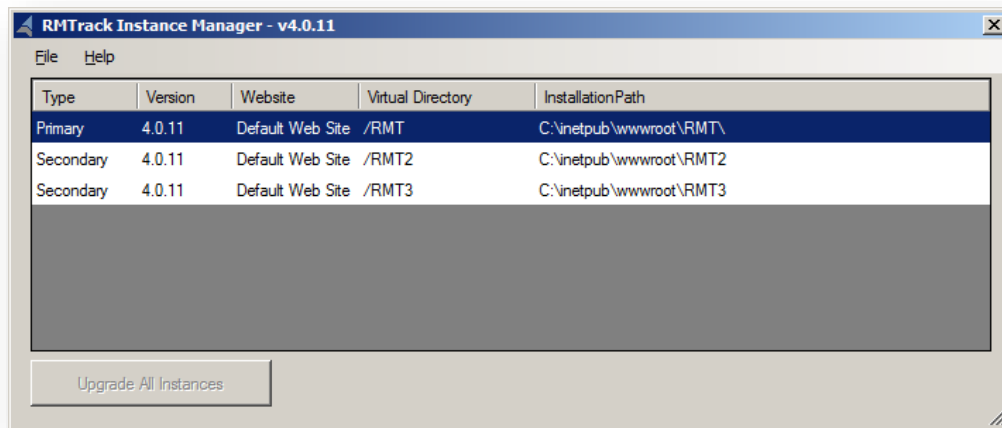 RMTrack Instance Manager - v4.0.11
File Help
Type Version Website Virtual Directory InstallationPath
Primary 4.0.11 Default Web Site /RMT C:\inetpub\wwwroot\RMT\
Secondary 4.0.11 Default Web Site /RMT2 C:\inetpub\wwwroot\RMT2
Secondary 4.0.11 Default Web Site /RMT3 C:\inetpub\wwwroot\RMT3
Upgrade All Instances